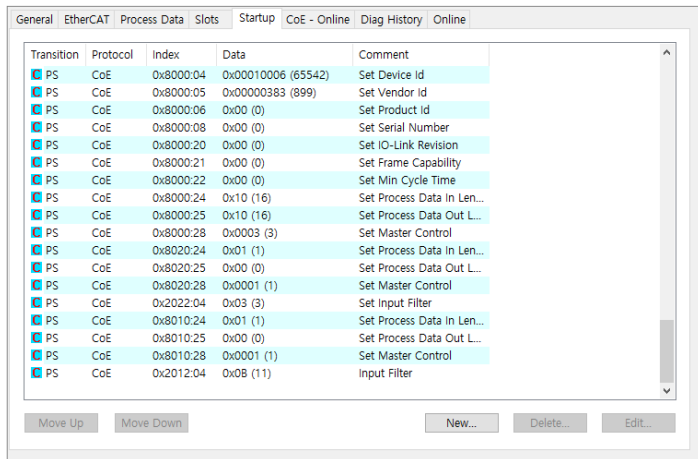 General EtherCAT Process Data Slots Startup CoE - Online Diag History Online
Transition Protocol Index Data Comment
C PS CoE 0x8000:04 0x00010006 (65542) Set Device Id
C PS CoE 0x8000:05 0x00000383 (899) Set Vendor Id
C PS CoE 0x8000:06 0x00 (0) Set Product Id
C PS CoE 0x8000:08 0x00 (0) Set Serial Number
C PS CoE 0x8000:20 0x00 (0) Set IO-Link Revision
C PS CoE 0x8000:21 0x00 (0) Set Frame Capability
C PS CoE 0x8000:22 0x00 (0) Set Min Cycle Time
C PS CoE 0x8000:24 0x10 (16) Set Process Data In Len...
C PS CoE 0x8000:25 0x10 (16) Set Process Data Out L...
C PS CoE 0x8000:28 0x0003 (3) Set Master Control
C PS CoE 0x8020:24 0x01 (1) Set Process Data In Len...
C PS CoE 0x8020:25 0x00 (0) Set Process Data Out L...
C PS CoE 0x8020:28 0x0001 (1) Set Master Control
C PS CoE 0x2022:04 0x03 (3) Set Input Filter
C PS CoE 0x8010:24 0x01 (1) Set Process Data In Len...
C PS CoE 0x8010:25 0x00 (0) Set Process Data Out L...
C PS CoE 0x8010:28 0x0001 (1) Set Master Control
C PS CoE 0x2012:04 0x0B (11) Input Filter
Move Up Move Down New... Delete... Edit...